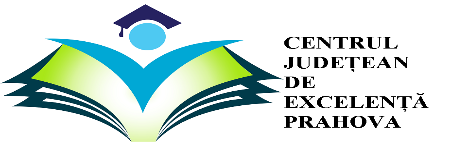 CENTRUL
JUDEȚEAN
DE
EXCELENȚĂ
PRAHOVA